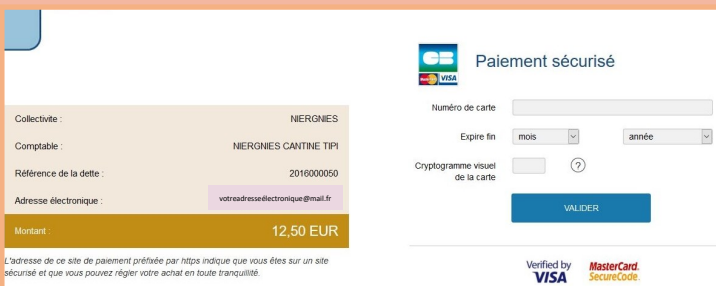 Collectivite :
NIERGNIES
Comptable :
NIERGNIES CANTINE TIPI
Référence de la dette :
2016000050
Adresse électronique :
votreadresseélectronique@mail.fr
Montant :
12,50 EUR
L'adresse de ce site de paiement préfixée par https indique que vous êtes sur un site
sécurisé et que vous pouvez régler votre achat en toute tranquilité.
CB
MasterCard
VISA
Paiement sécurisé
Numéro de carte
Expire fin
mois
année
Cryptogramme visuel
de la carte
?
VALIDER
Verified by
VISA
MasterCard.
SecureCode.